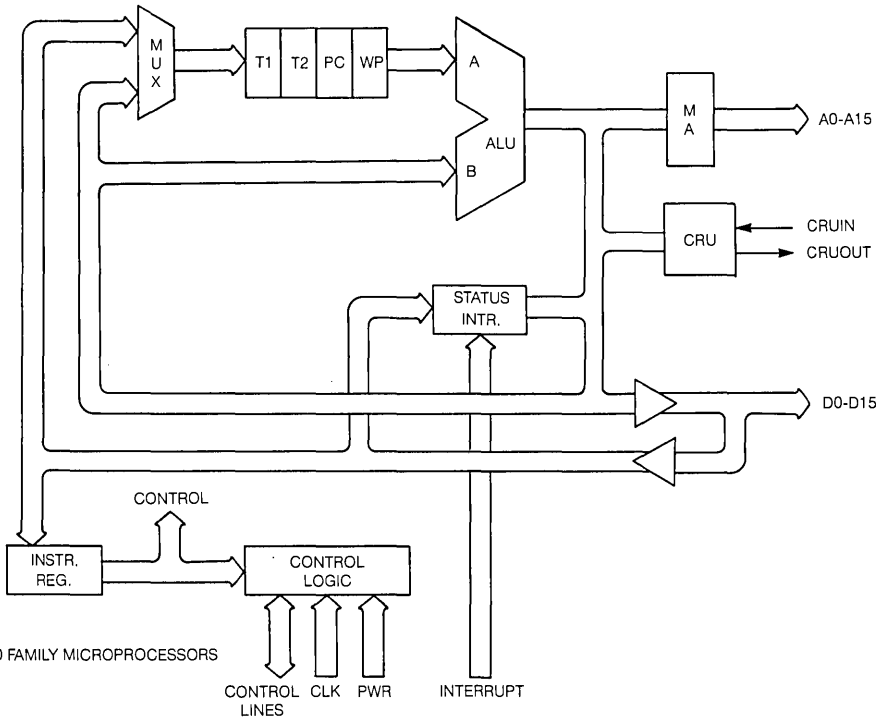 M
U
X
T1 T2 PC WP
A
ALU
B
M
A
A0-A15
CRU
CRUIN
CRUOUT
STATUS
INTR.
D0-D15
CONTROL
INSTR.
REG.
CONTROL
LOGIC
0 FAMILY MICROPROCESSORS
CONTROL
LINES
CLK
PWR
INTERRUPT